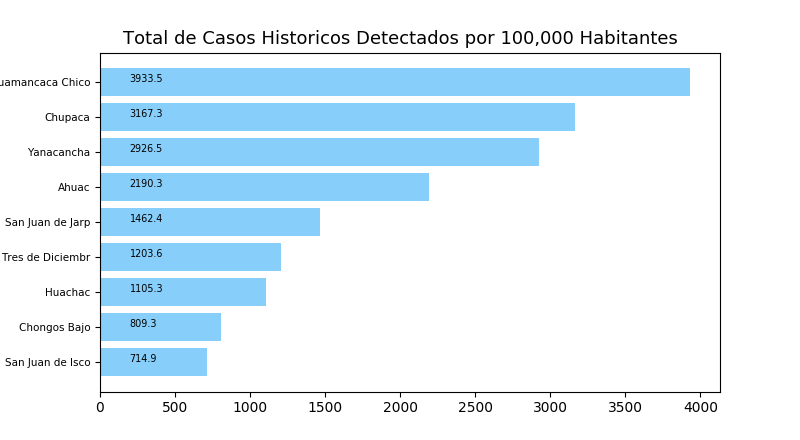 Total de Casos Historicos Detectados por 100,000 Habitantes
uamancaca Chico 3933.5
Chupaca 3167.3
Yanacancha 2926.5
Ahuac 2190.3
San Juan de Jarp 1462.4
Tres de Diciembr 1203.6
Huachac 1105.3
Chongos Bajo 809.3
San Juan de Isco 714.9
0 500 1000 1500 2000 2500 3000 3500 4000